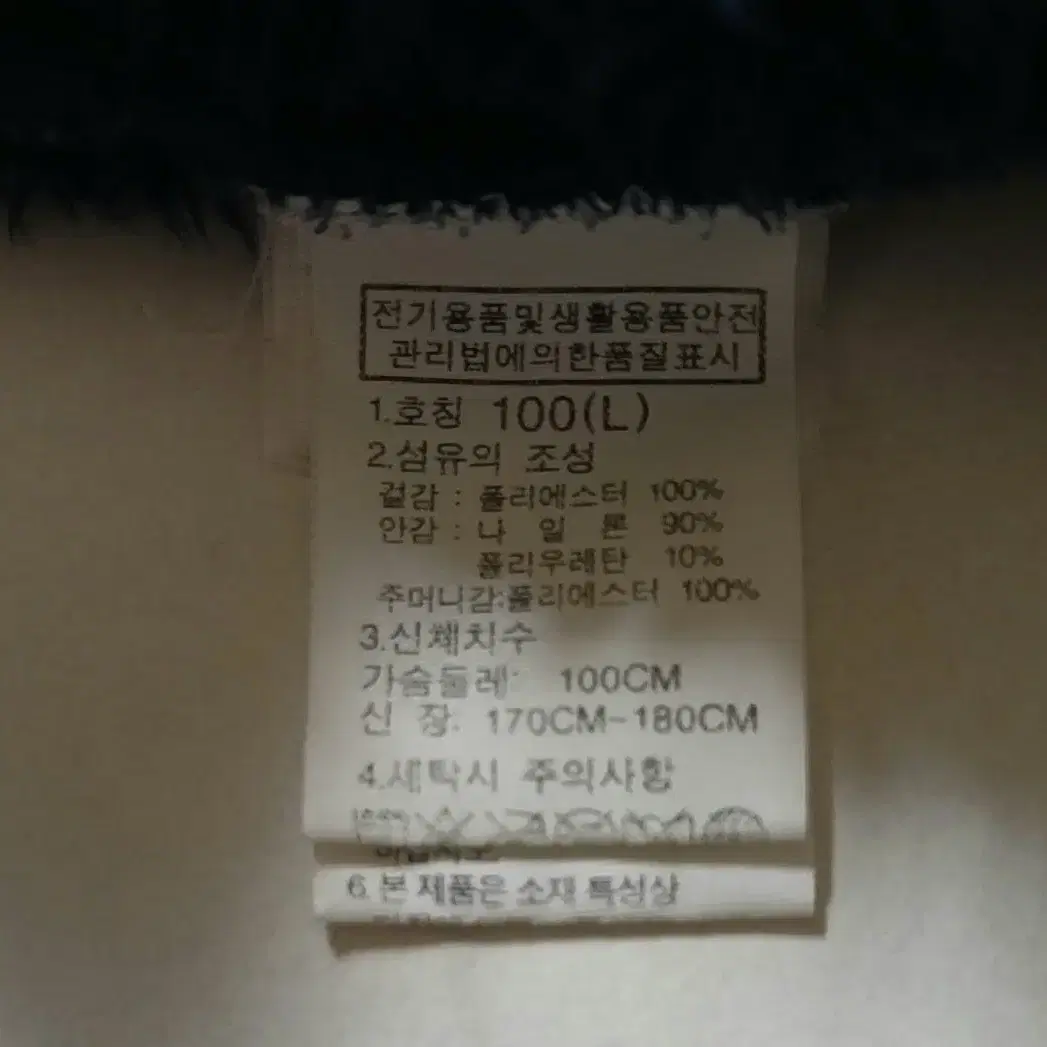 전기용품및생활용품안전
관리법에의한품질표시
1.호칭 100(L)
2.섬유의 조성
겉감 : 폴리에스터 100%
안감 : 나 일 론 90%
폴리우레탄 10%
주머니감:폴리에스터 100%
3.신체치수
가슴둘레: 100CM
신 장: 170CM-180CM
4.세탁시 주의사항
6.본 제품은 소재 특성상